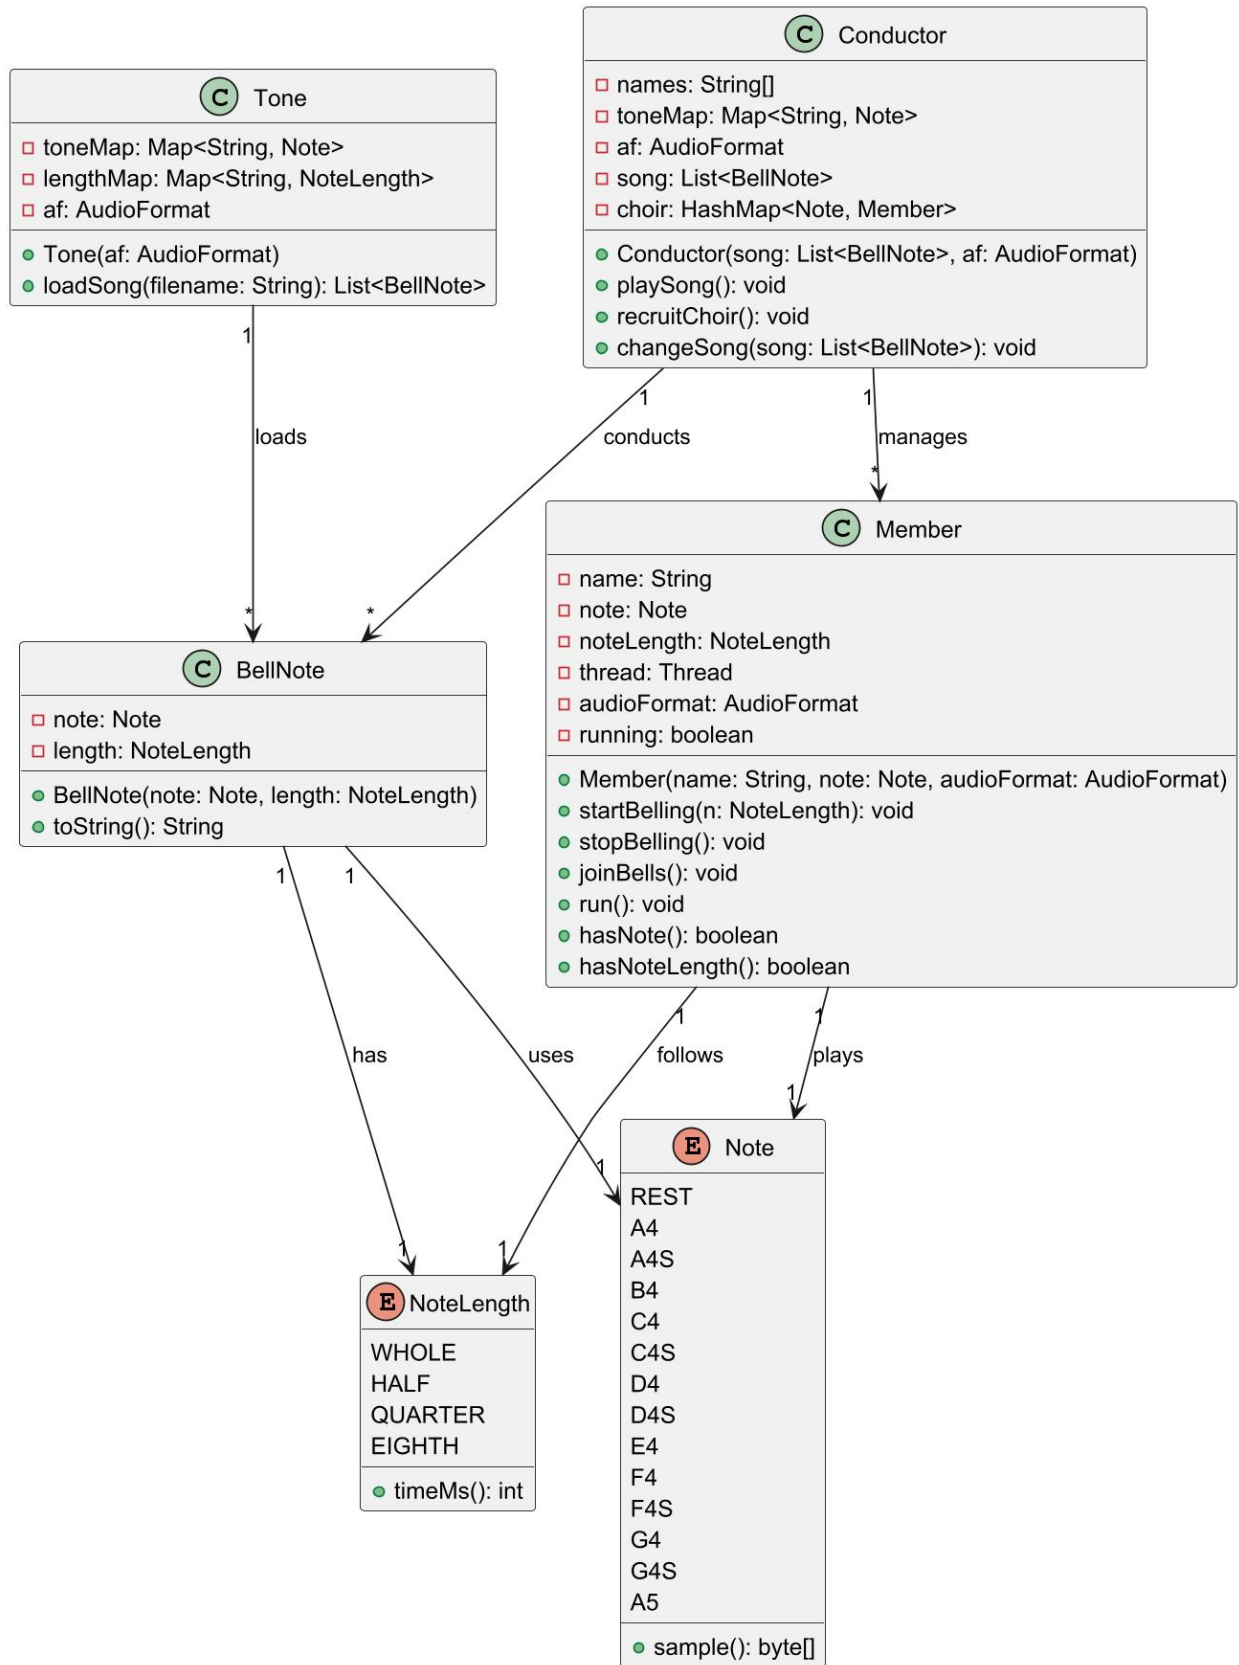 C Tone
toneMap: Map<String, Note>
lengthMap: Map<String, NoteLength>
af: AudioFormat
Tone(af: AudioFormat)
loadSong(filename: String): List<BellNote>
C Conductor
names: String[]
toneMap: Map<String, Note>
af: AudioFormat
song: List<BellNote>
choir: HashMap<Note, Member>
Conductor(song: List<BellNote>, af: AudioFormat)
playSong(): void
recruitChoir(): void
changeSong(song: List<BellNote>): void
1
loads
*
1
conducts
*
1
manages
*
C Member
name: String
note: Note
noteLength: NoteLength
thread: Thread
audioFormat: AudioFormat
running: boolean
Member(name: String, note: Note, audioFormat: AudioFormat)
startBelling(n: NoteLength): void
stopBelling(): void
joinBells(): void
run(): void
hasNote(): boolean
hasNoteLength(): boolean
C BellNote
note: Note
length: NoteLength
BellNote(note: Note, length: NoteLength)
toString(): String
1
has
1
1
uses
1
1
follows
1
1
plays
1
E NoteLength
WHOLE
HALF
QUARTER
EIGHTH
timeMs(): int
E Note
REST
A4
A4S
B4
C4
C4S
D4
D4S
E4
F4
F4S
G4
G4S
A5
sample(): byte[]